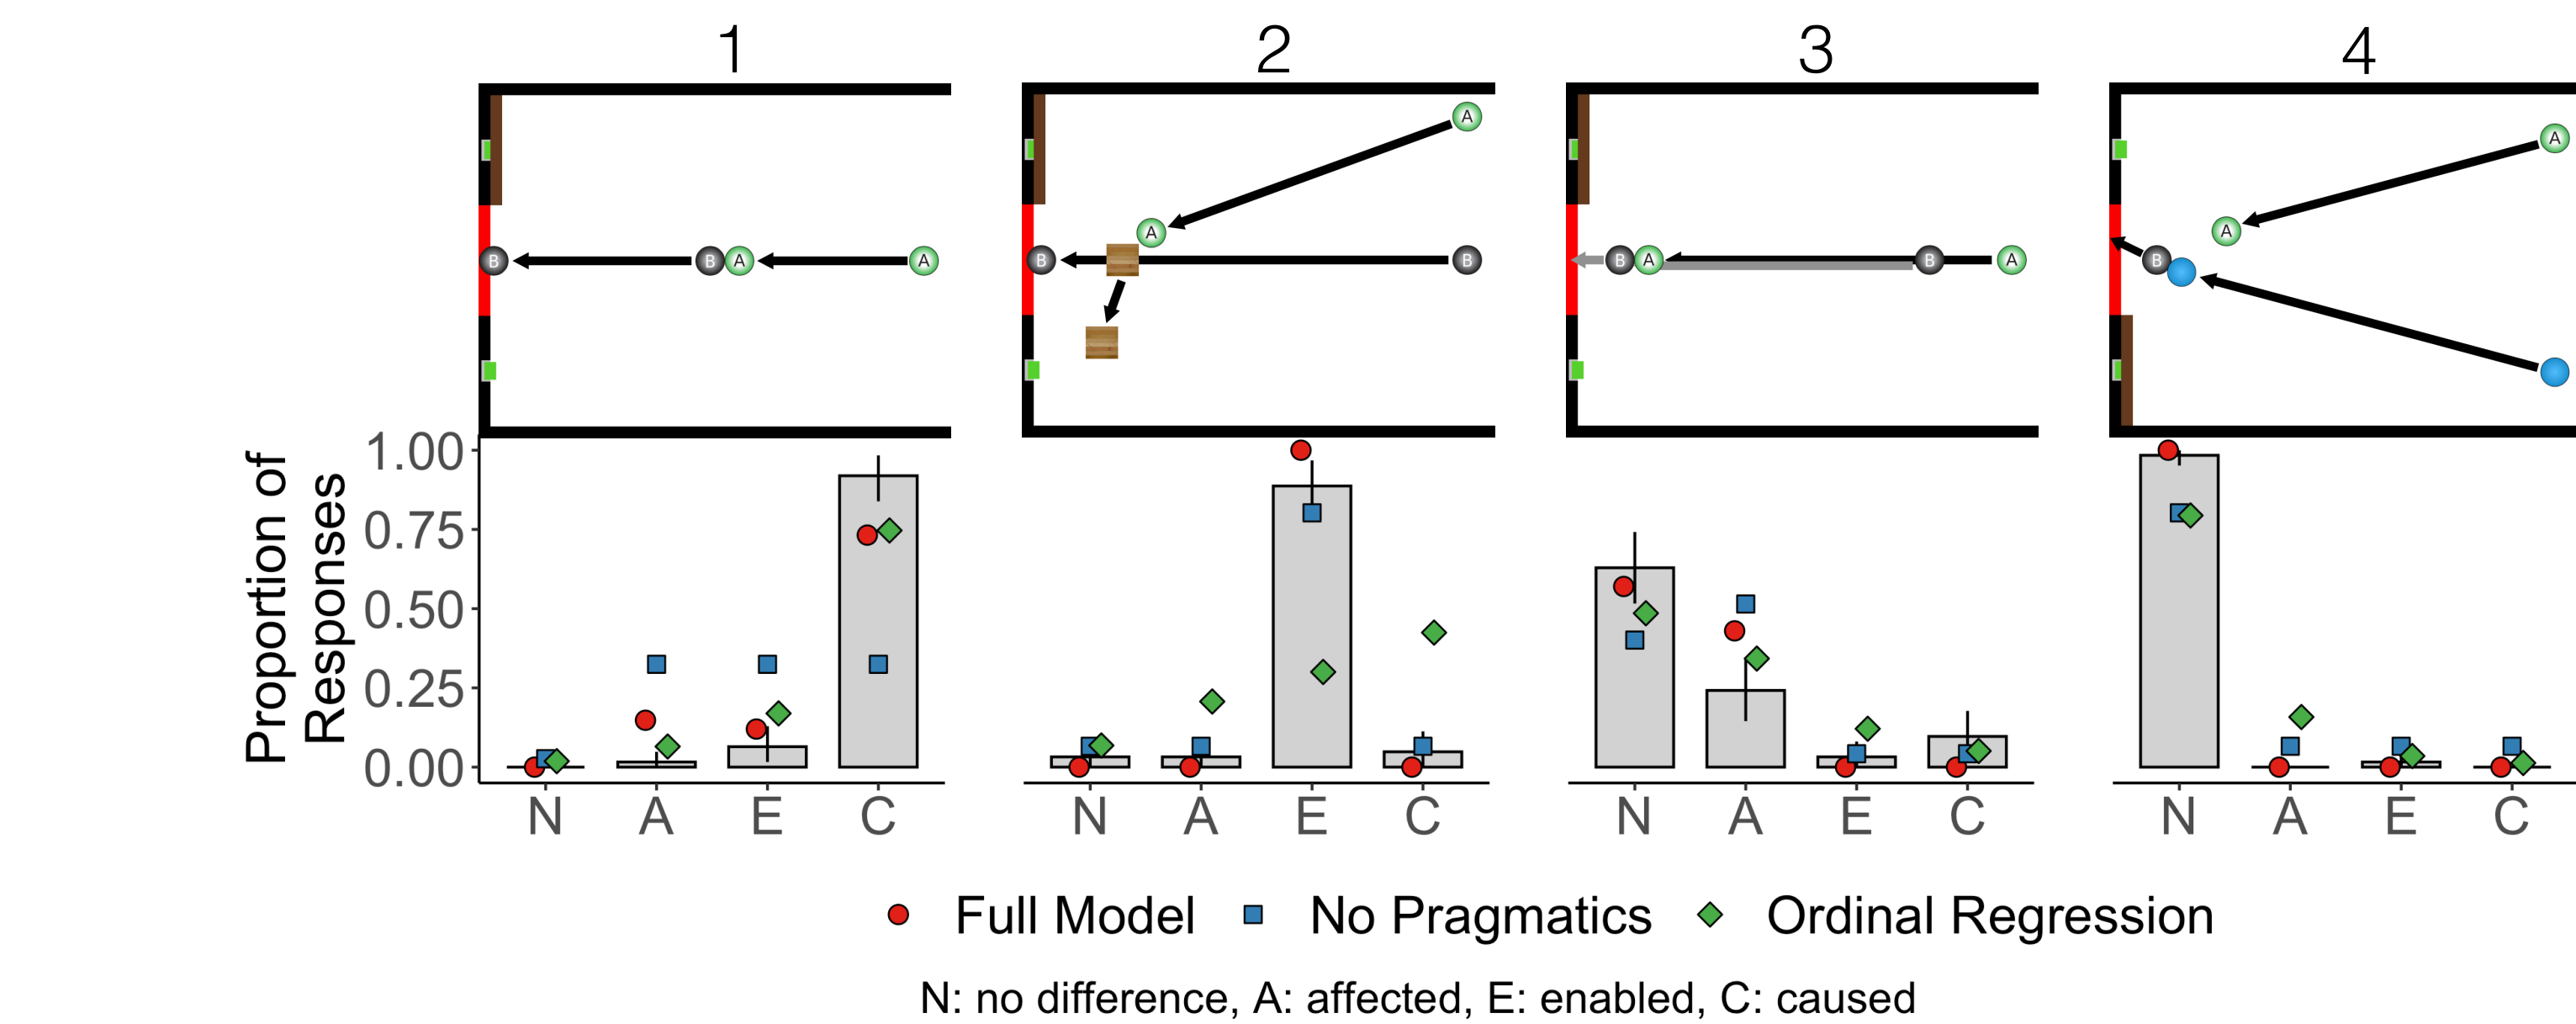 1 2 3 4
A A A
B B A A B B B A B A A
B
1.00
0.75
0.50
0.25
0.00
Proportion of
Responses
N A E C N A E C N A E C N A E C
Full Model No Pragmatics Ordinal Regression
N: no difference, A: affected, E: enabled, C: caused